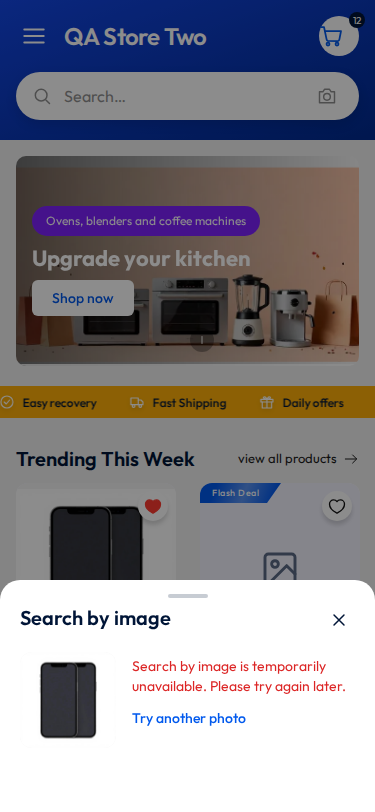 QA Store Two
12
Search...
Ovens, blenders and coffee machines
Upgrade your kitchen
Shop now
Easy recovery
Fast Shipping
Daily offers
Trending This Week
view all products
Flash Deal
Search by image
Search by image is temporarily
unavailable. Please try again later.
Try another photo